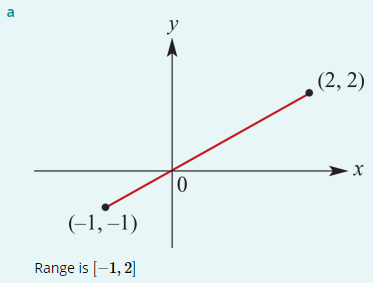 a
y
(2, 2)
x
0
(−1, −1)
Range is [−1, 2]